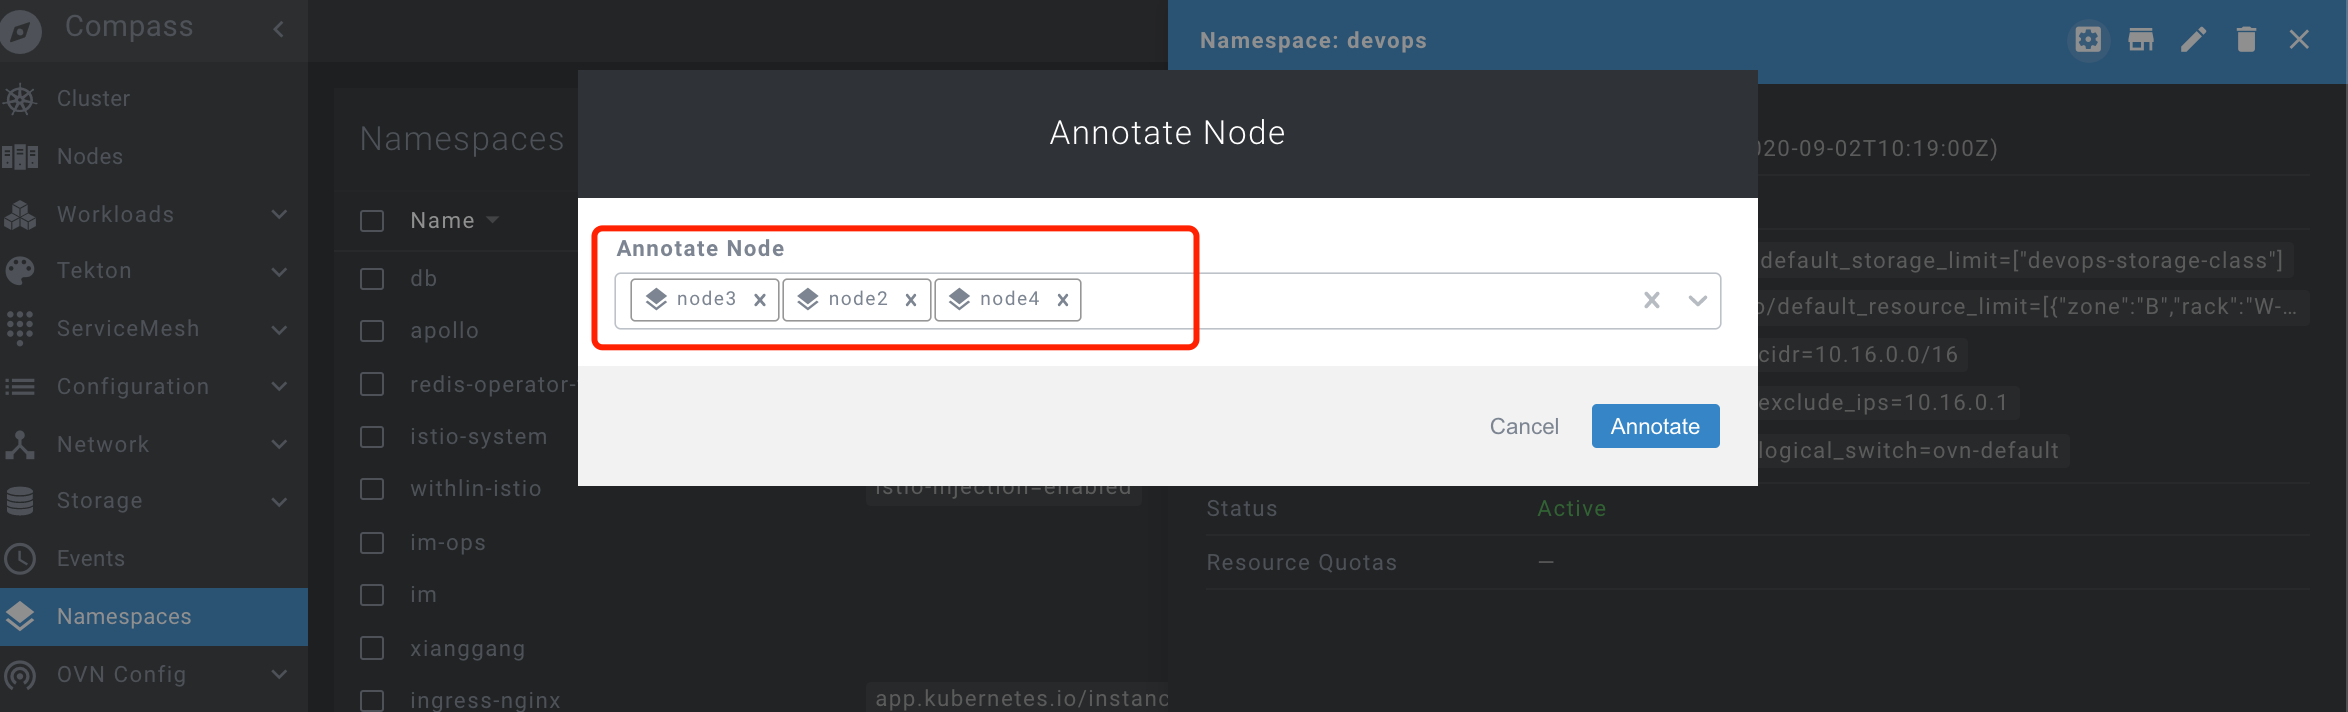 Compass
Cluster
Nodes
Workloads
Tekton
ServiceMesh
Configuration
Network
Storage
Events
Namespaces
OVN Config
Namespaces
Name
db
apollo
redis-operator-
istio-system
withlin-istio
istio-injection=enabled
im-ops
im
xianggang
ingress-nginx
app.kubernetes.io/instanc
Annotate Node
Annotate Node
node3
node2
node4
Cancel
Annotate
Namespace: devops
020-09-02T10:19:00Z)
default_storage_limit=["devops-storage-class"]
o/default_resource_limit=[{"zone":"B","rack":"W-...
cidr=10.16.0.0/16
exclude_ips=10.16.0.1
logical_switch=ovn-default
Status
Active
Resource Quotas
—